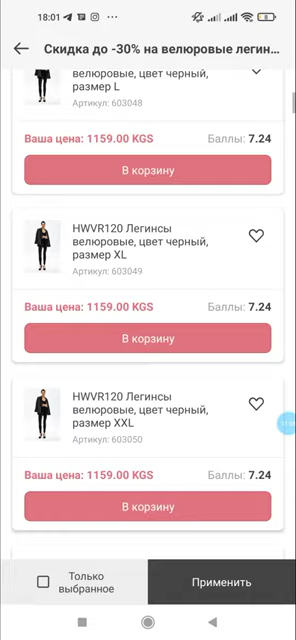 18:01
Скидка до -30% на велюровые легин...
велюровые, цвет черный,
размер L
Артикул: 603048
Ваша цена: 1159.00 KGS Баллы: 7.24
В корзину
HWVR120 Легинсы
велюровые, цвет черный,
размер XL
Артикул: 603049
Ваша цена: 1159.00 KGS Баллы: 7.24
В корзину
HWVR120 Легинсы
велюровые, цвет черный,
размер XXL
Артикул: 603050
Ваша цена: 1159.00 KGS Баллы: 7.24
В корзину
Только
выбранное
Применить